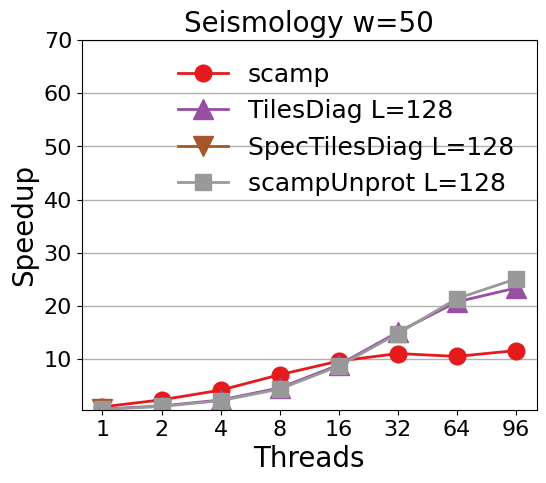 Seismology w=50
70
60
50
40
30
20
10
Speedup
scamp
TilesDiag L=128
SpecTilesDiag L=128
scampUnprot L=128
1 2 4 8 16 32 64 96
Threads